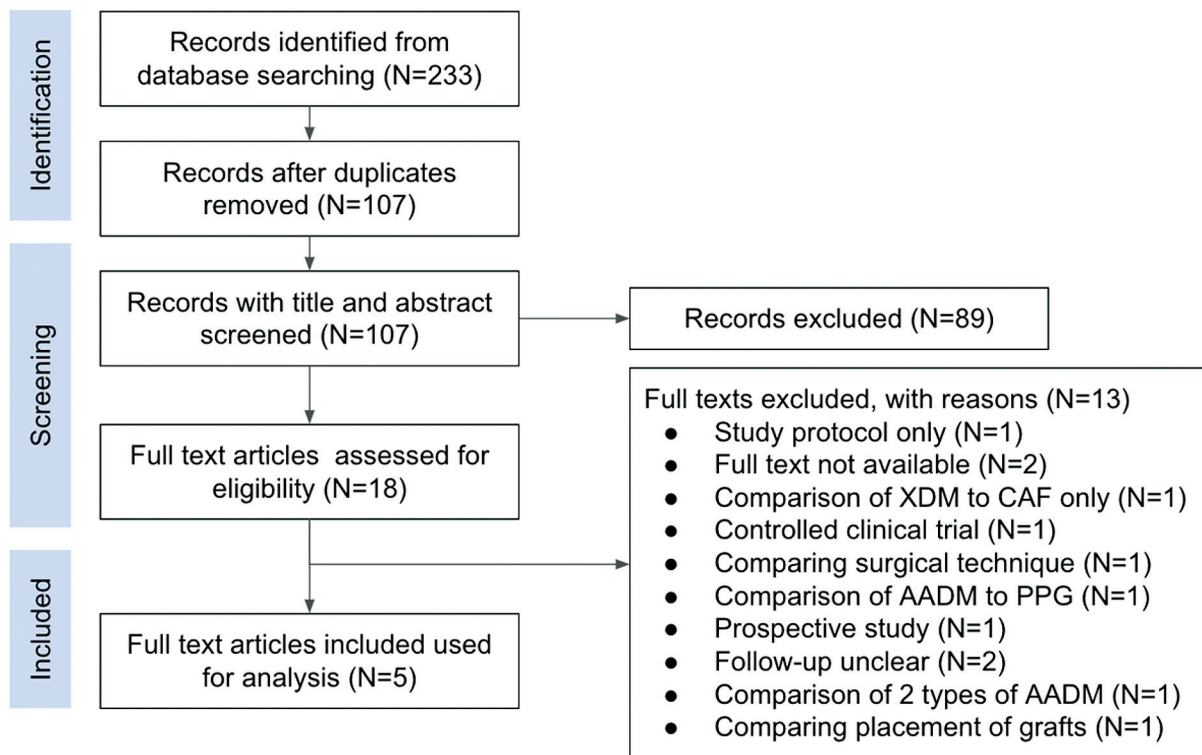 Identification
Records identified from
database searching (N=233)
Records after duplicates
removed (N=107)
Screening
Records with title and abstract
screened (N=107)
Records excluded (N=89)
Full text articles assessed for
eligibility (N=18)
Full texts excluded, with reasons (N=13)
● Study protocol only (N=1)
● Full text not available (N=2)
● Comparison of XDM to CAF only (N=1)
● Controlled clinical trial (N=1)
● Comparing surgical technique (N=1)
● Comparison of AADM to PPG (N=1)
● Prospective study (N=1)
● Follow-up unclear (N=2)
● Comparison of 2 types of AADM (N=1)
● Comparing placement of grafts (N=1)
Included
Full text articles included used
for analysis (N=5)